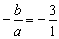 -b/a = -3/1